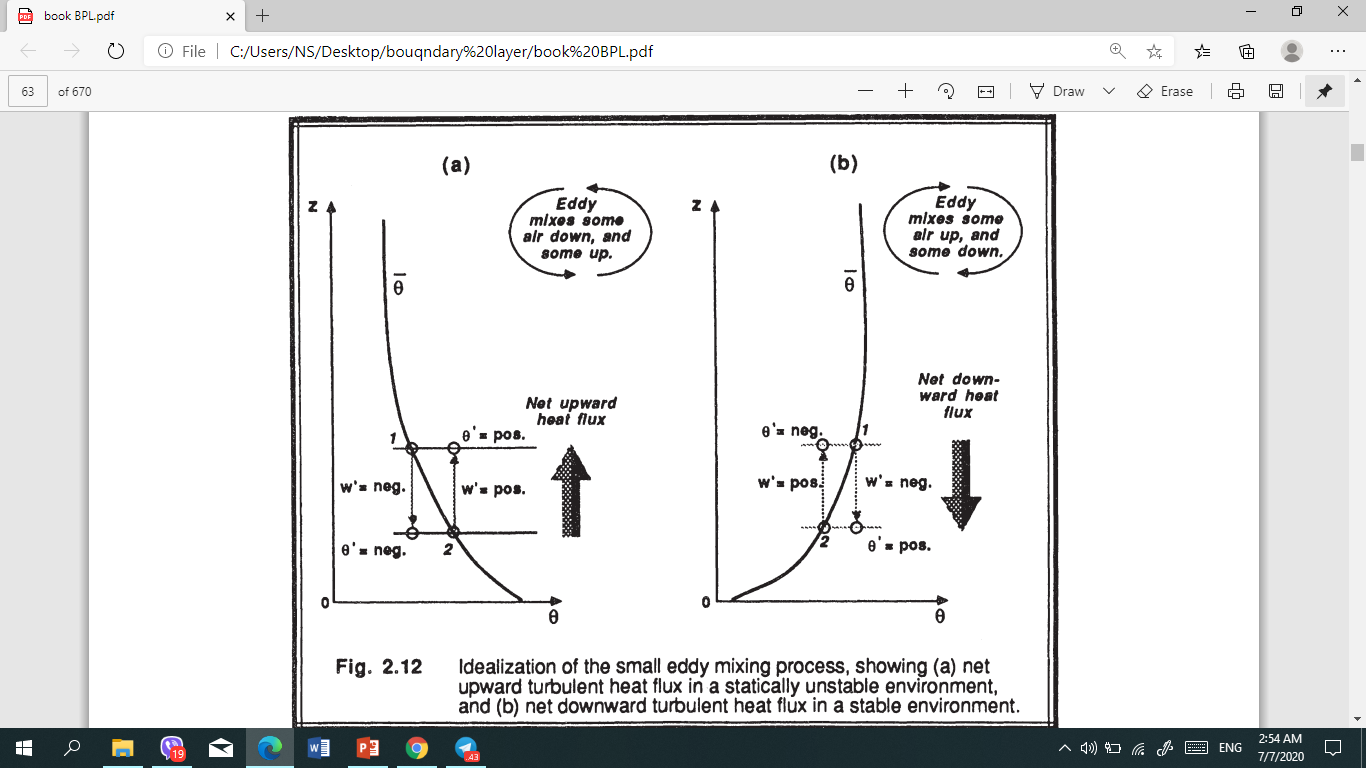 book BPL.pdf
File
C:/Users/NS/Desktop/bouqndary%20layer/book%20BPL.pdf
63
of 670
Draw
Erase
(a)
(b)
z
Eddy
mixes some
air down, and
some up.
z
Eddy
mixes some
air up, and
some down.
θ̅
θ̅
Net upward
heat flux
Net down-
ward heat
flux
1
θ'= pos.
θ'= neg.
1
w'= neg.
w'= pos.
w'= pos.
w'= neg.
θ'= neg.
2
2
θ'= pos.
0
θ
0
θ
Fig. 2.12
Idealization of the small eddy mixing process, showing (a) net
upward turbulent heat flux in a statically unstable environment,
and (b) net downward turbulent heat flux in a stable environment.
19
43
ENG
2:54 AM
7/7/2020